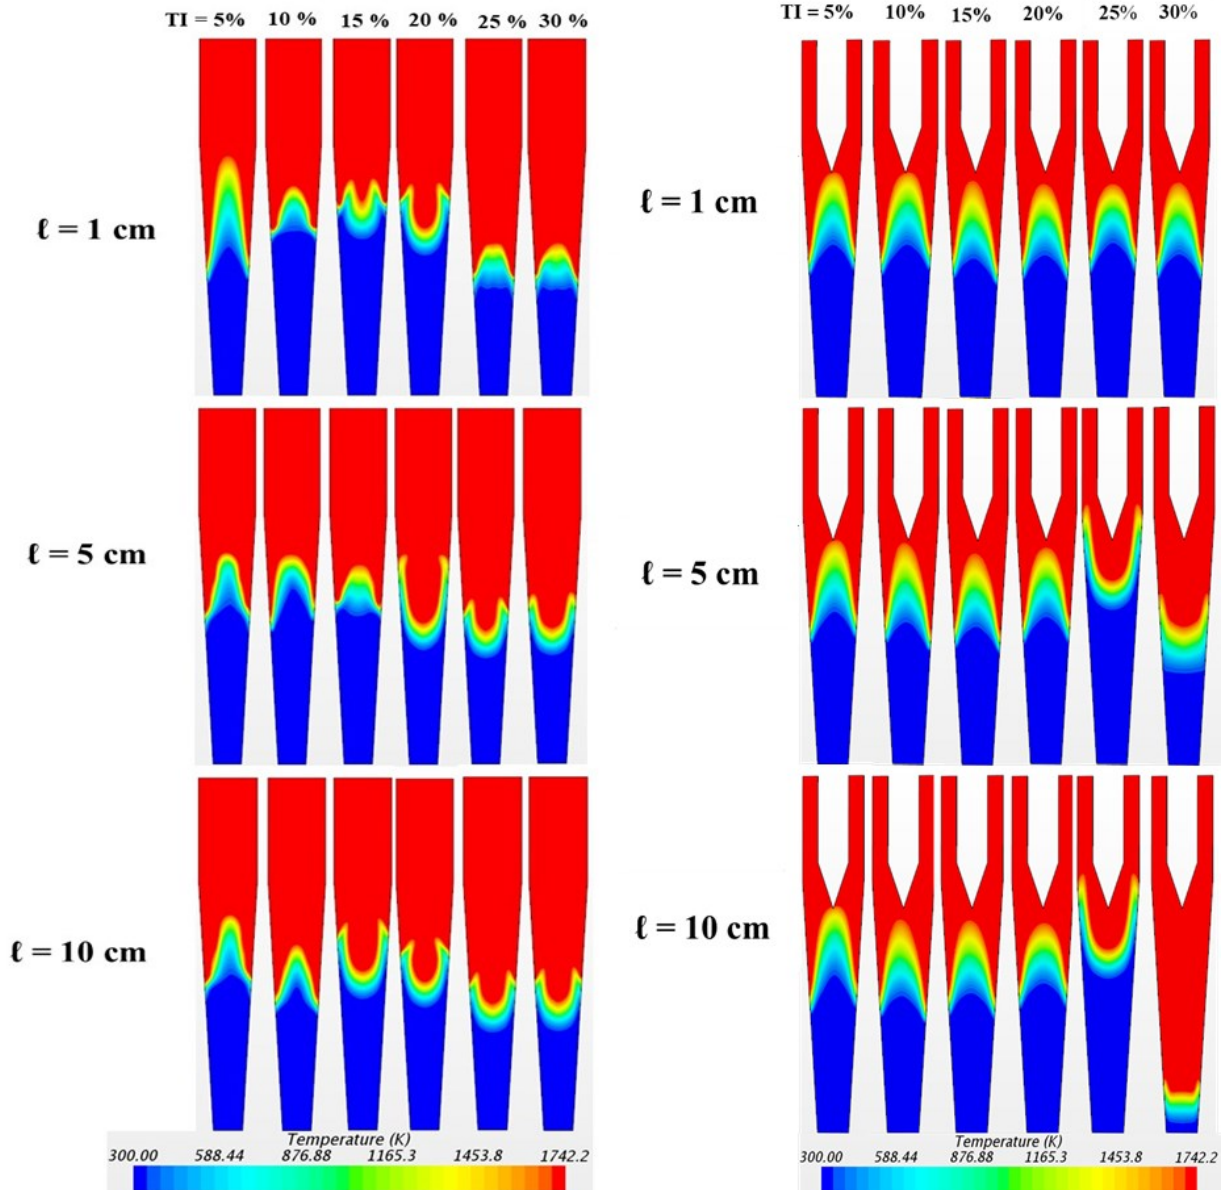 TI = 5% 10 % 15 % 20 % 25 % 30 %
TI = 5% 10% 15% 20% 25% 30%
ℓ = 1 cm
ℓ = 1 cm
ℓ = 5 cm
ℓ = 5 cm
ℓ = 10 cm
ℓ = 10 cm
Temperature (K)
300.00 588.44 876.88 1165.3 1453.8 1742.2
Temperature (K)
300.00 588.44 876.88 1165.3 1453.8 1742.2